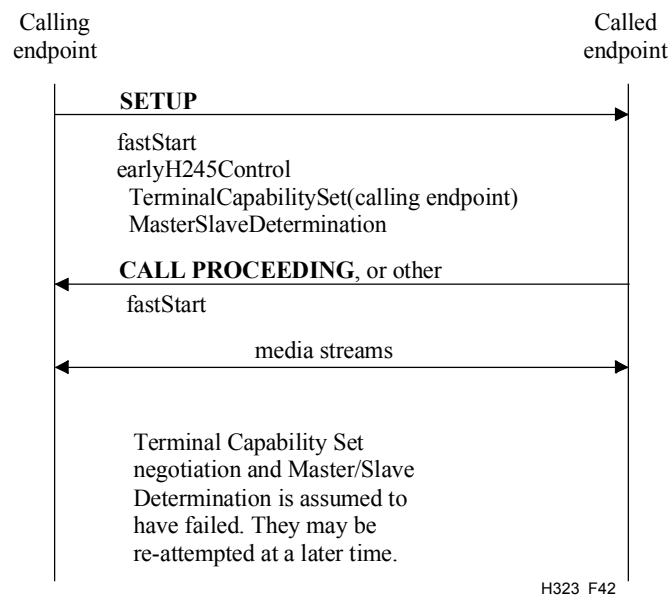 Calling
endpoint
Called
endpoint
SETUP
fastStart
earlyH245Control
TerminalCapabilitySet(calling endpoint)
MasterSlaveDetermination
CALL PROCEEDING, or other
fastStart
media streams
Terminal Capability Set
negotiation and Master/Slave
Determination is assumed to
have failed. They may be
re-attempted at a later time.
H323_F42